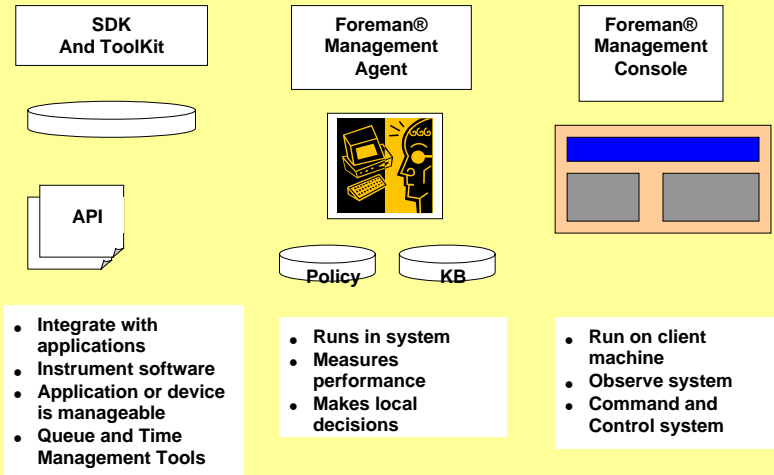 SDK
And ToolKit
Foreman®
Management
Agent
Foreman®
Management
Console
API
Policy
KB
• Integrate with
applications
• Instrument software
• Application or device
is manageable
• Queue and Time
Management Tools
• Runs in system
• Measures
performance
• Makes local
decisions
• Run on client
machine
• Observe system
• Command and
Control system